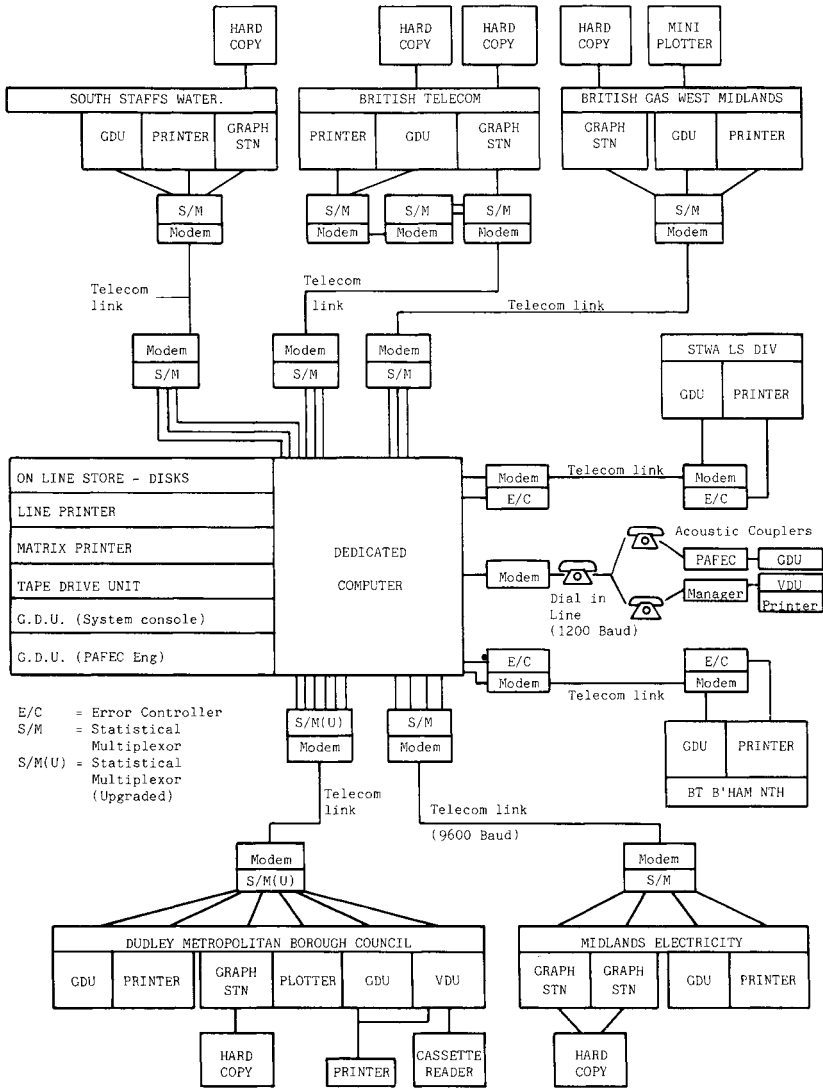 HARD COPY
HARD COPY
HARD COPY
HARD COPY
MINI PLOTTER
SOUTH STAFFS WATER.
GDU
PRINTER
GRAPH STN
BRITISH TELECOM
PRINTER
GDU
GRAPH STN
BRITISH GAS WEST MIDLANDS
GRAPH STN
GDU
PRINTER
S/M
Modem
S/M
Modem
S/M
Modem
S/M
Modem
S/M
Modem
Telecom link
Telecom link
Telecom link
Modem
S/M
Modem
S/M
Modem
S/M
STWA LS DIV
GDU
PRINTER
ON LINE STORE - DISKS
LINE PRINTER
MATRIX PRINTER
TAPE DRIVE UNIT
G.D.U. (System console)
G.D.U. (PAFEC Eng)
DEDICATED
COMPUTER
Modem
E/C
Telecom link
Modem
E/C
Acoustic Couplers
Modem
Dial in
Line
(1200 Baud)
PAFEC
GDU
Manager
VDU
Printer
E/C
Modem
Telecom link
E/C
Modem
GDU
PRINTER
BT B'HAM NTH
E/C = Error Controller
S/M = Statistical
Multiplexor
S/M(U) = Statistical
Multiplexor
(Upgraded)
S/M(U)
Modem
S/M
Modem
Telecom
link
Telecom link
(9600 Baud)
Modem
S/M(U)
Modem
S/M
DUDLEY METROPOLITAN BOROUGH COUNCIL
GDU
PRINTER
GRAPH STN
PLOTTER
GDU
VDU
HARD COPY
PRINTER
CASSETTE READER
MIDLANDS ELECTRICITY
GRAPH STN
GRAPH STN
GDU
PRINTER
HARD COPY